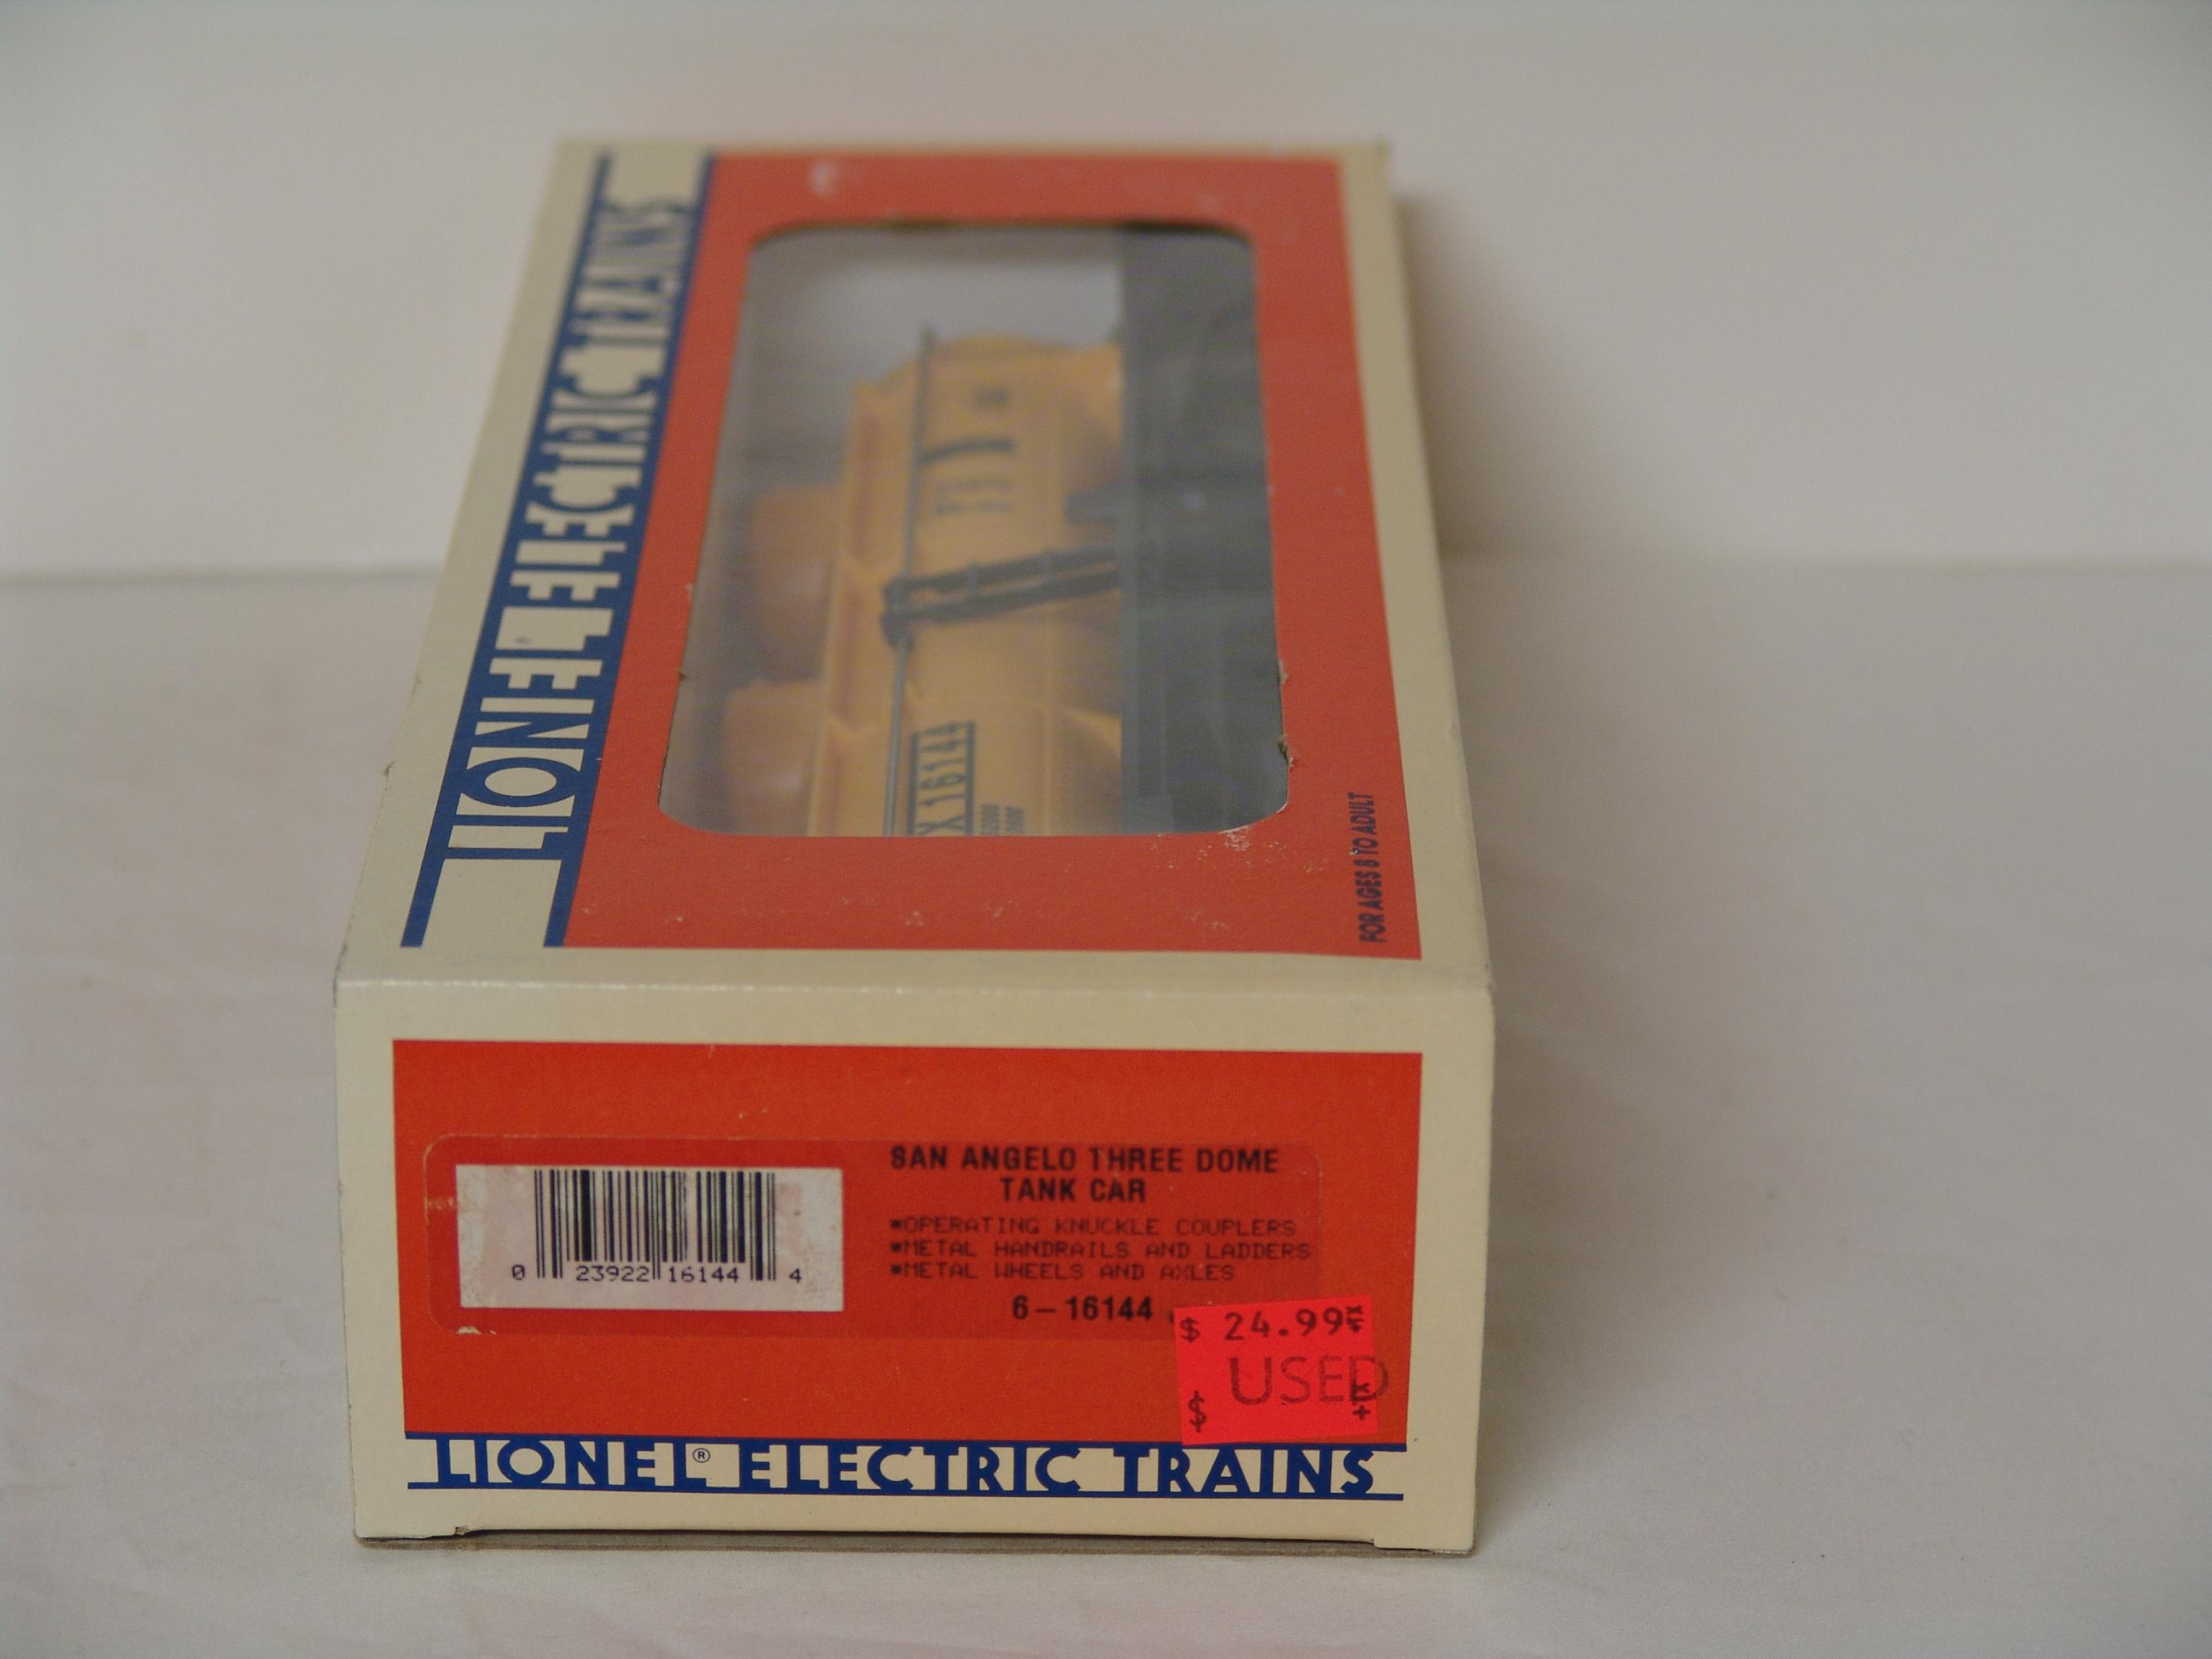 LIONEL ELECTRIC TRAINS
X 16144
FOR AGES 8 TO ADULT
SAN ANGELO THREE DOME
TANK CAR
*OPERATING KNUCKLE COUPLERS
*METAL HANDRAILS AND LADDERS
*METAL WHEELS AND AXLES
6-16144
0 23922 16144 4
$ 24.99
USED
$
LIONEL® ELECTRIC TRAINS